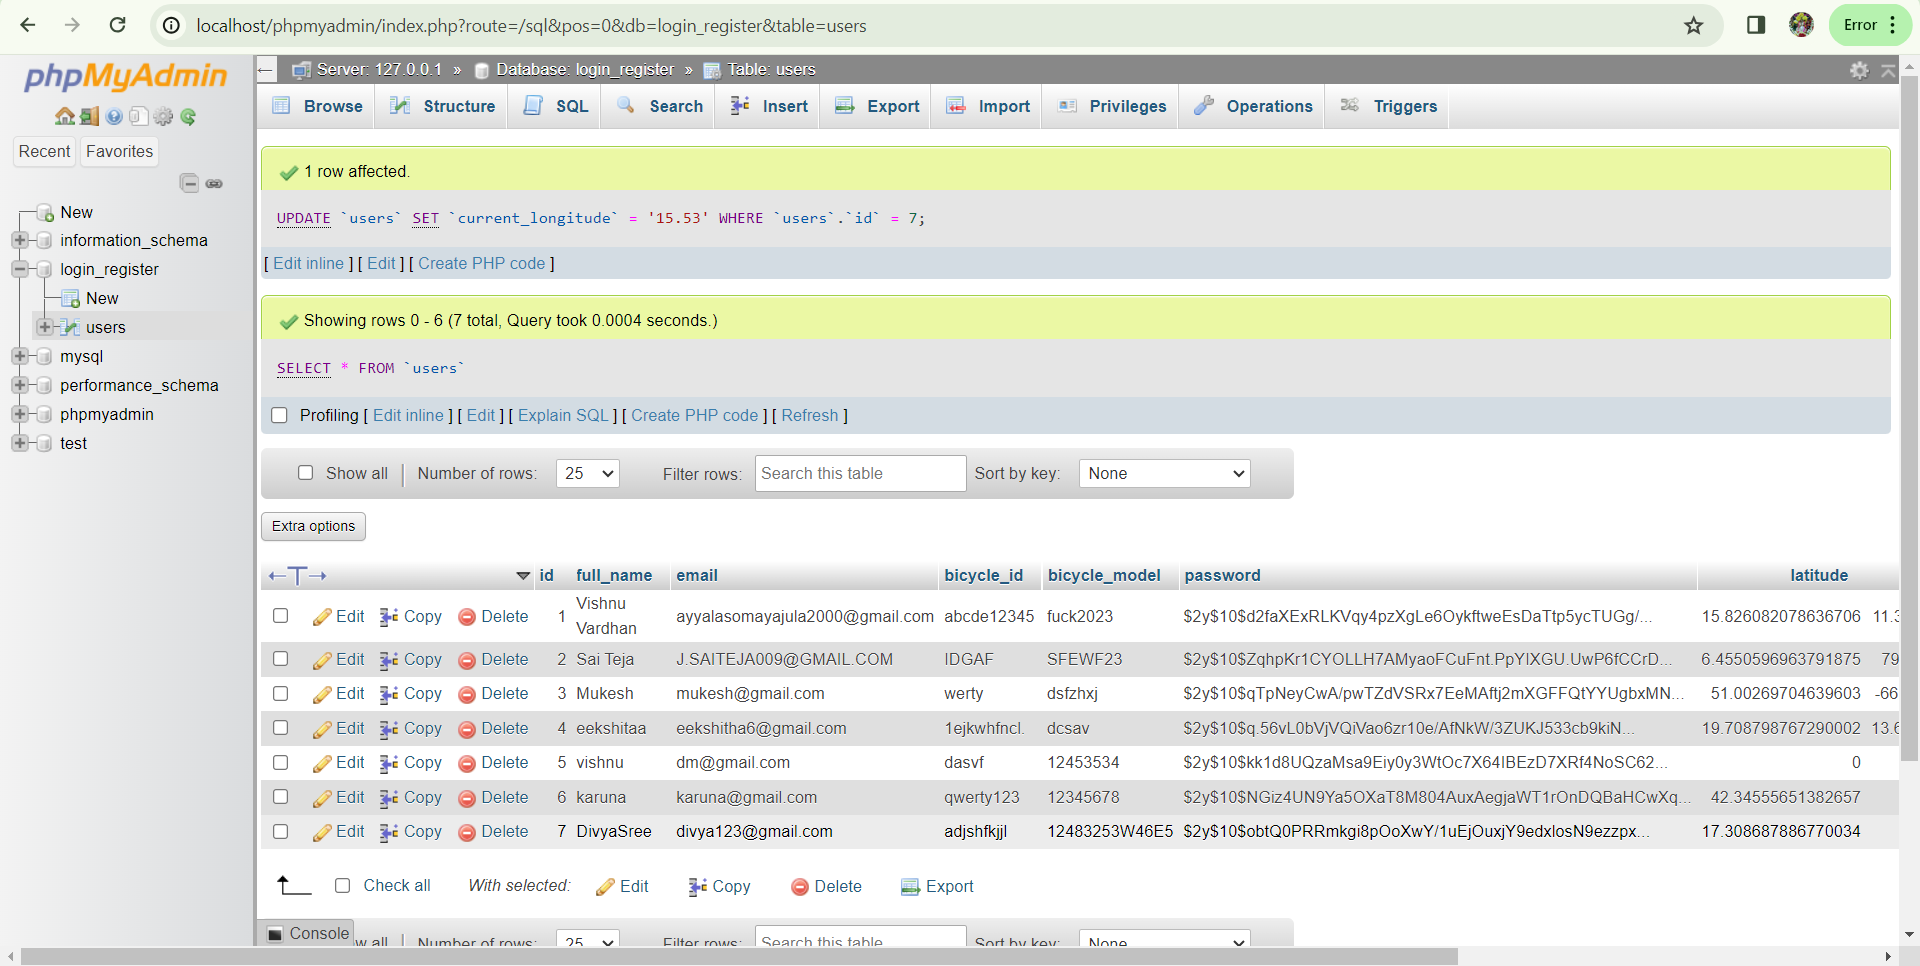 localhost/phpmyadmin/index.php?route=/sql&pos=0&db=login_register&table=users
Error
phpMyAdmin
Recent Favorites
New
information_schema
login_register
New
users
mysql
performance_schema
phpmyadmin
test
Server: 127.0.0.1 » Database: login_register » Table: users
Browse Structure SQL Search Insert Export Import Privileges Operations Triggers
1 row affected.
UPDATE `users` SET `current_longitude` = '15.53' WHERE `users`.`id` = 7;
[ Edit inline ] [ Edit ] [ Create PHP code ]
Showing rows 0 - 6 (7 total, Query took 0.0004 seconds.)
SELECT * FROM `users`
Profiling [ Edit inline ] [ Edit ] [ Explain SQL ] [ Create PHP code ] [ Refresh ]
Show all Number of rows: 25 Filter rows: Search this table Sort by key: None
Extra options
id full_name email bicycle_id bicycle_model password latitude
Edit Copy Delete 1 Vishnu Vardhan ayyalasomayajula2000@gmail.com abcde12345 fuck2023 $2y$10$d2faXExRLKVqy4pzXgLe6OykftweEsDaTtp5ycTUGg/... 15.826082078636706 11.3
Edit Copy Delete 2 Sai Teja J.SAITEJA009@GMAIL.COM IDGAF SFEWF23 $2y$10$ZqhpKr1CYOLLH7AMyaoFCuFnt.PpYIXGU.UwP6fCCrD... 6.4550596963791875 79
Edit Copy Delete 3 Mukesh mukesh@gmail.com werty dsfzhxj $2y$10$qTpNeyCwA/pwTZdVSRx7EeMAftj2mXGFFQtYYUgbxMN... 51.00269704639603 -66
Edit Copy Delete 4 eekshitaa eekshitha6@gmail.com 1ejkwhfncl. dcsav $2y$10$q.56vL0bVjVQiVao6zr10e/AfNkW/3ZUKJ533cb9kiN... 19.708798767290002 13.6
Edit Copy Delete 5 vishnu dm@gmail.com dasvf 12453534 $2y$10$kk1d8UQzaMsa9Eiy0y3WtOc7X64IBEzD7XRf4NoSC62... 0
Edit Copy Delete 6 karuna karuna@gmail.com qwerty123 12345678 $2y$10$NGiz4UN9Ya5OXaT8M804AuxAegjaWT1rOnDQBaHCwXq... 42.34555651382657
Edit Copy Delete 7 DivyaSree divya123@gmail.com adjshfkjjl 12483253W46E5 $2y$10$obtQ0PRRmkgi8pOoXwY/1uEjOuxjY9edxlosN9ezzpx... 17.308687886770034
Check all With selected: Edit Copy Delete Export
Console w all Number of rows: 25 Filter rows: Search this table Sort by key: None